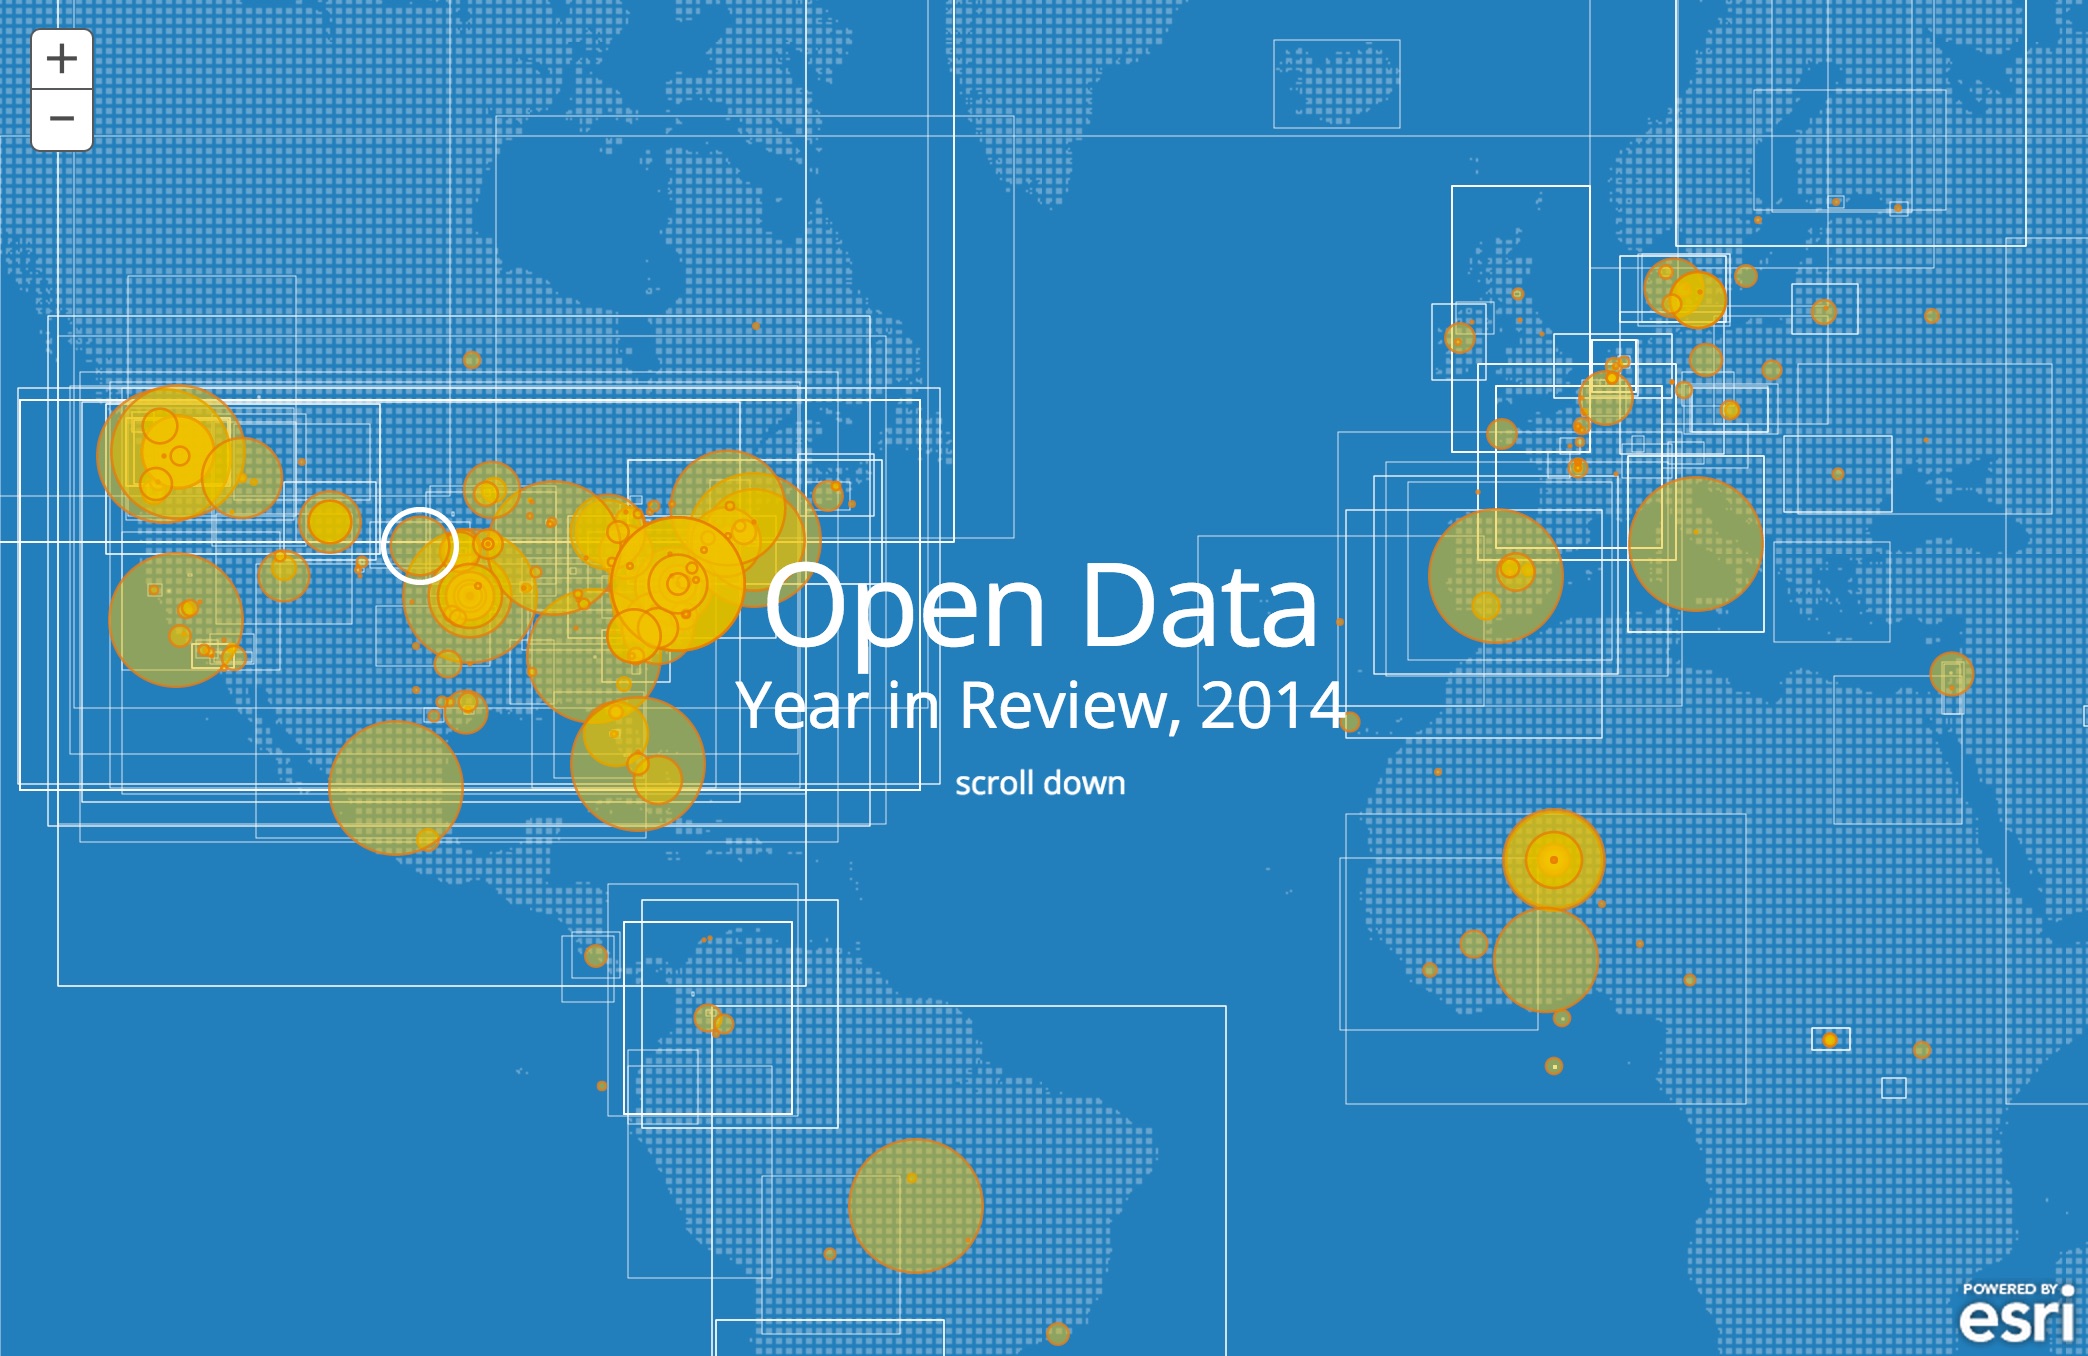 +
−
Open Data
Year in Review, 2014
scroll down
POWERED BY
esri